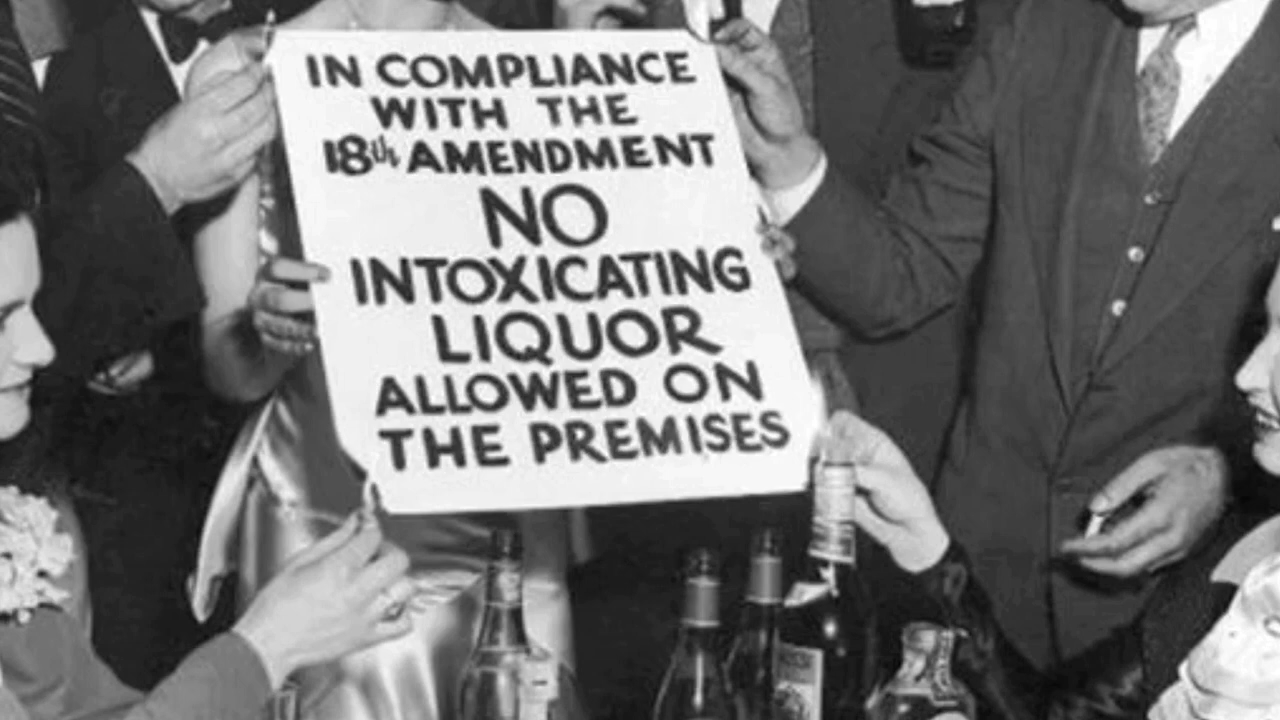 IN COMPLIANCE
WITH THE
18th AMENDMENT
NO
INTOXICATING
LIQUOR
ALLOWED ON
THE PREMISES